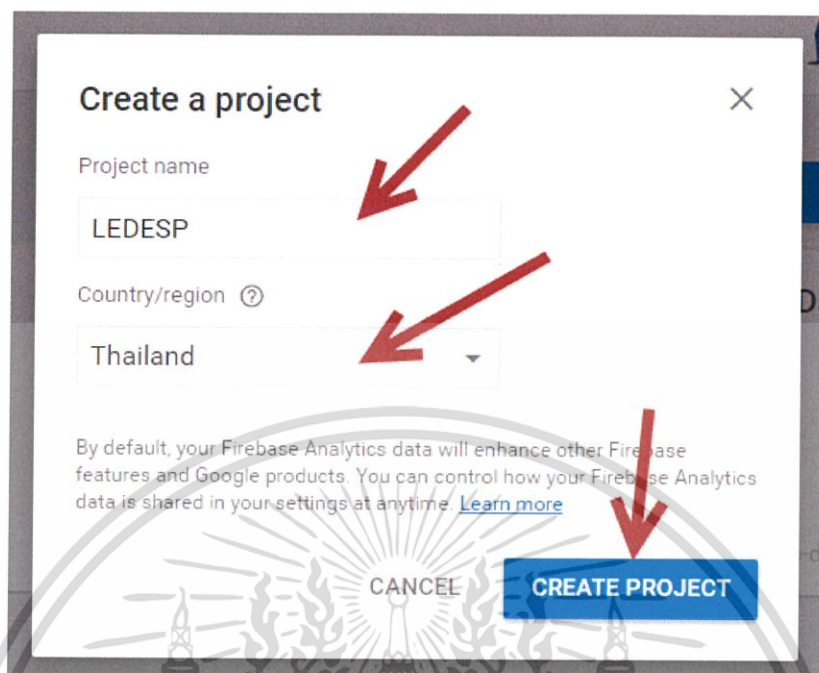 Create a project
Project name
LEDESP
Country/region
Thailand
By default, your Firebase Analytics data will enhance other Firebase
features and Google products. You can control how your Firebase Analytics
data is shared in your settings at anytime. Learn more
CANCEL
CREATE PROJECT